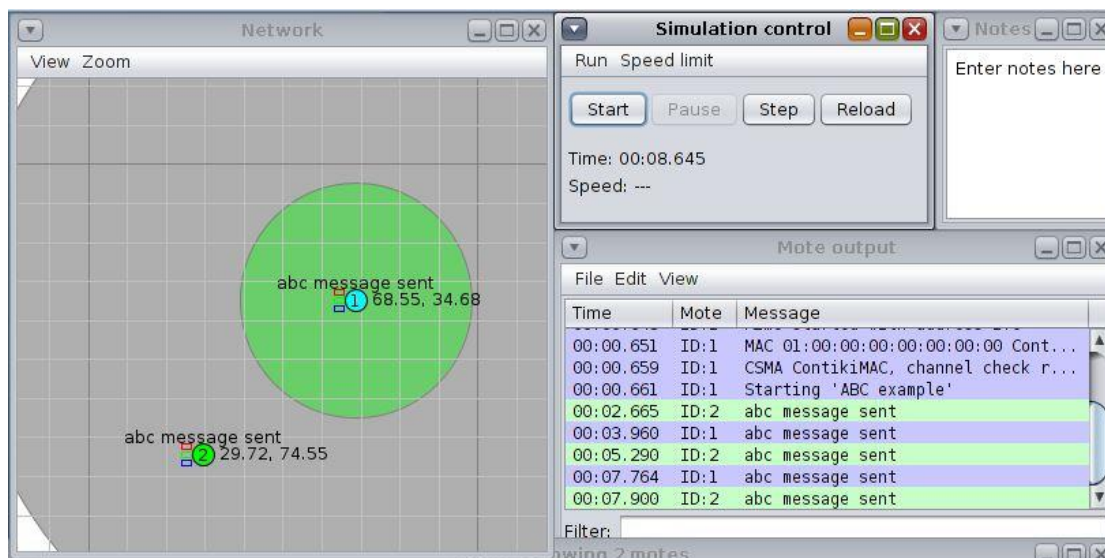 Network
View Zoom
abc message sent
1 68.55, 34.68
abc message sent
2 29.72, 74.55
Simulation control
Run Speed limit
Start Pause Step Reload
Time: 00:08.645
Speed: ---
Notes
Enter notes here
Mote output
File Edit View
Time Mote Message
00:00.651 ID:1 MAC 01:00:00:00:00:00:00:00 Cont...
00:00.659 ID:1 CSMA ContikiMAC, channel check r...
00:00.661 ID:1 Starting 'ABC example'
00:02.665 ID:2 abc message sent
00:03.960 ID:1 abc message sent
00:05.290 ID:2 abc message sent
00:07.764 ID:1 abc message sent
00:07.900 ID:2 abc message sent
Filter:
owing 2 motes